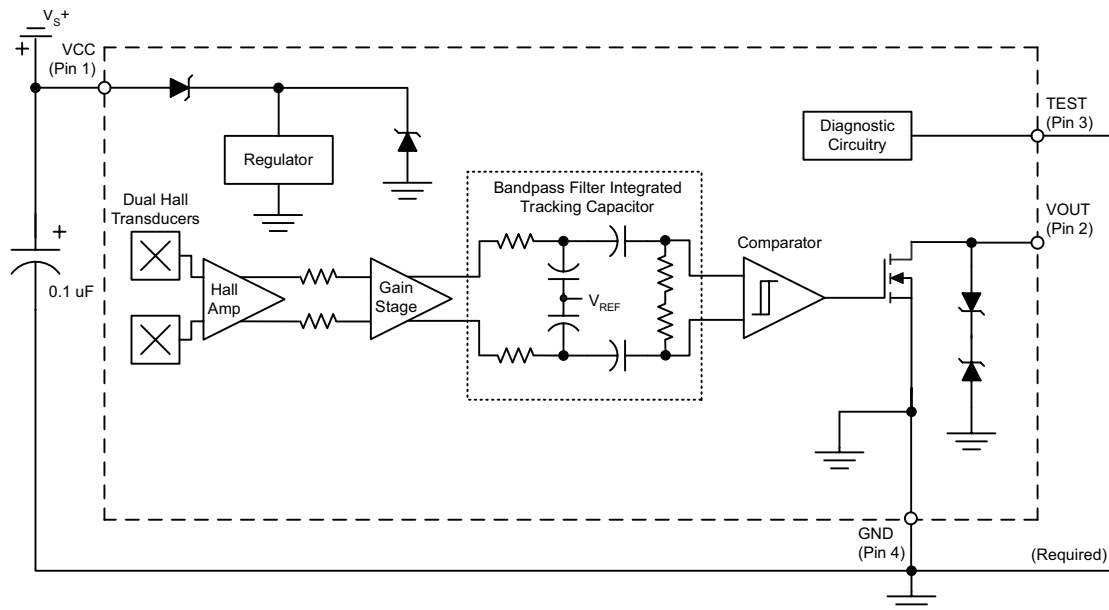 VS+
+
VCC
(Pin 1)
TEST
(Pin 3)
Diagnostic
Circuitry
Regulator
Bandpass Filter Integrated
Tracking Capacitor
Dual Hall
Transducers
VOUT
(Pin 2)
+
Comparator
0.1 uF
Hall
Amp
Gain
Stage
VREF
GND
(Pin 4)
(Required)